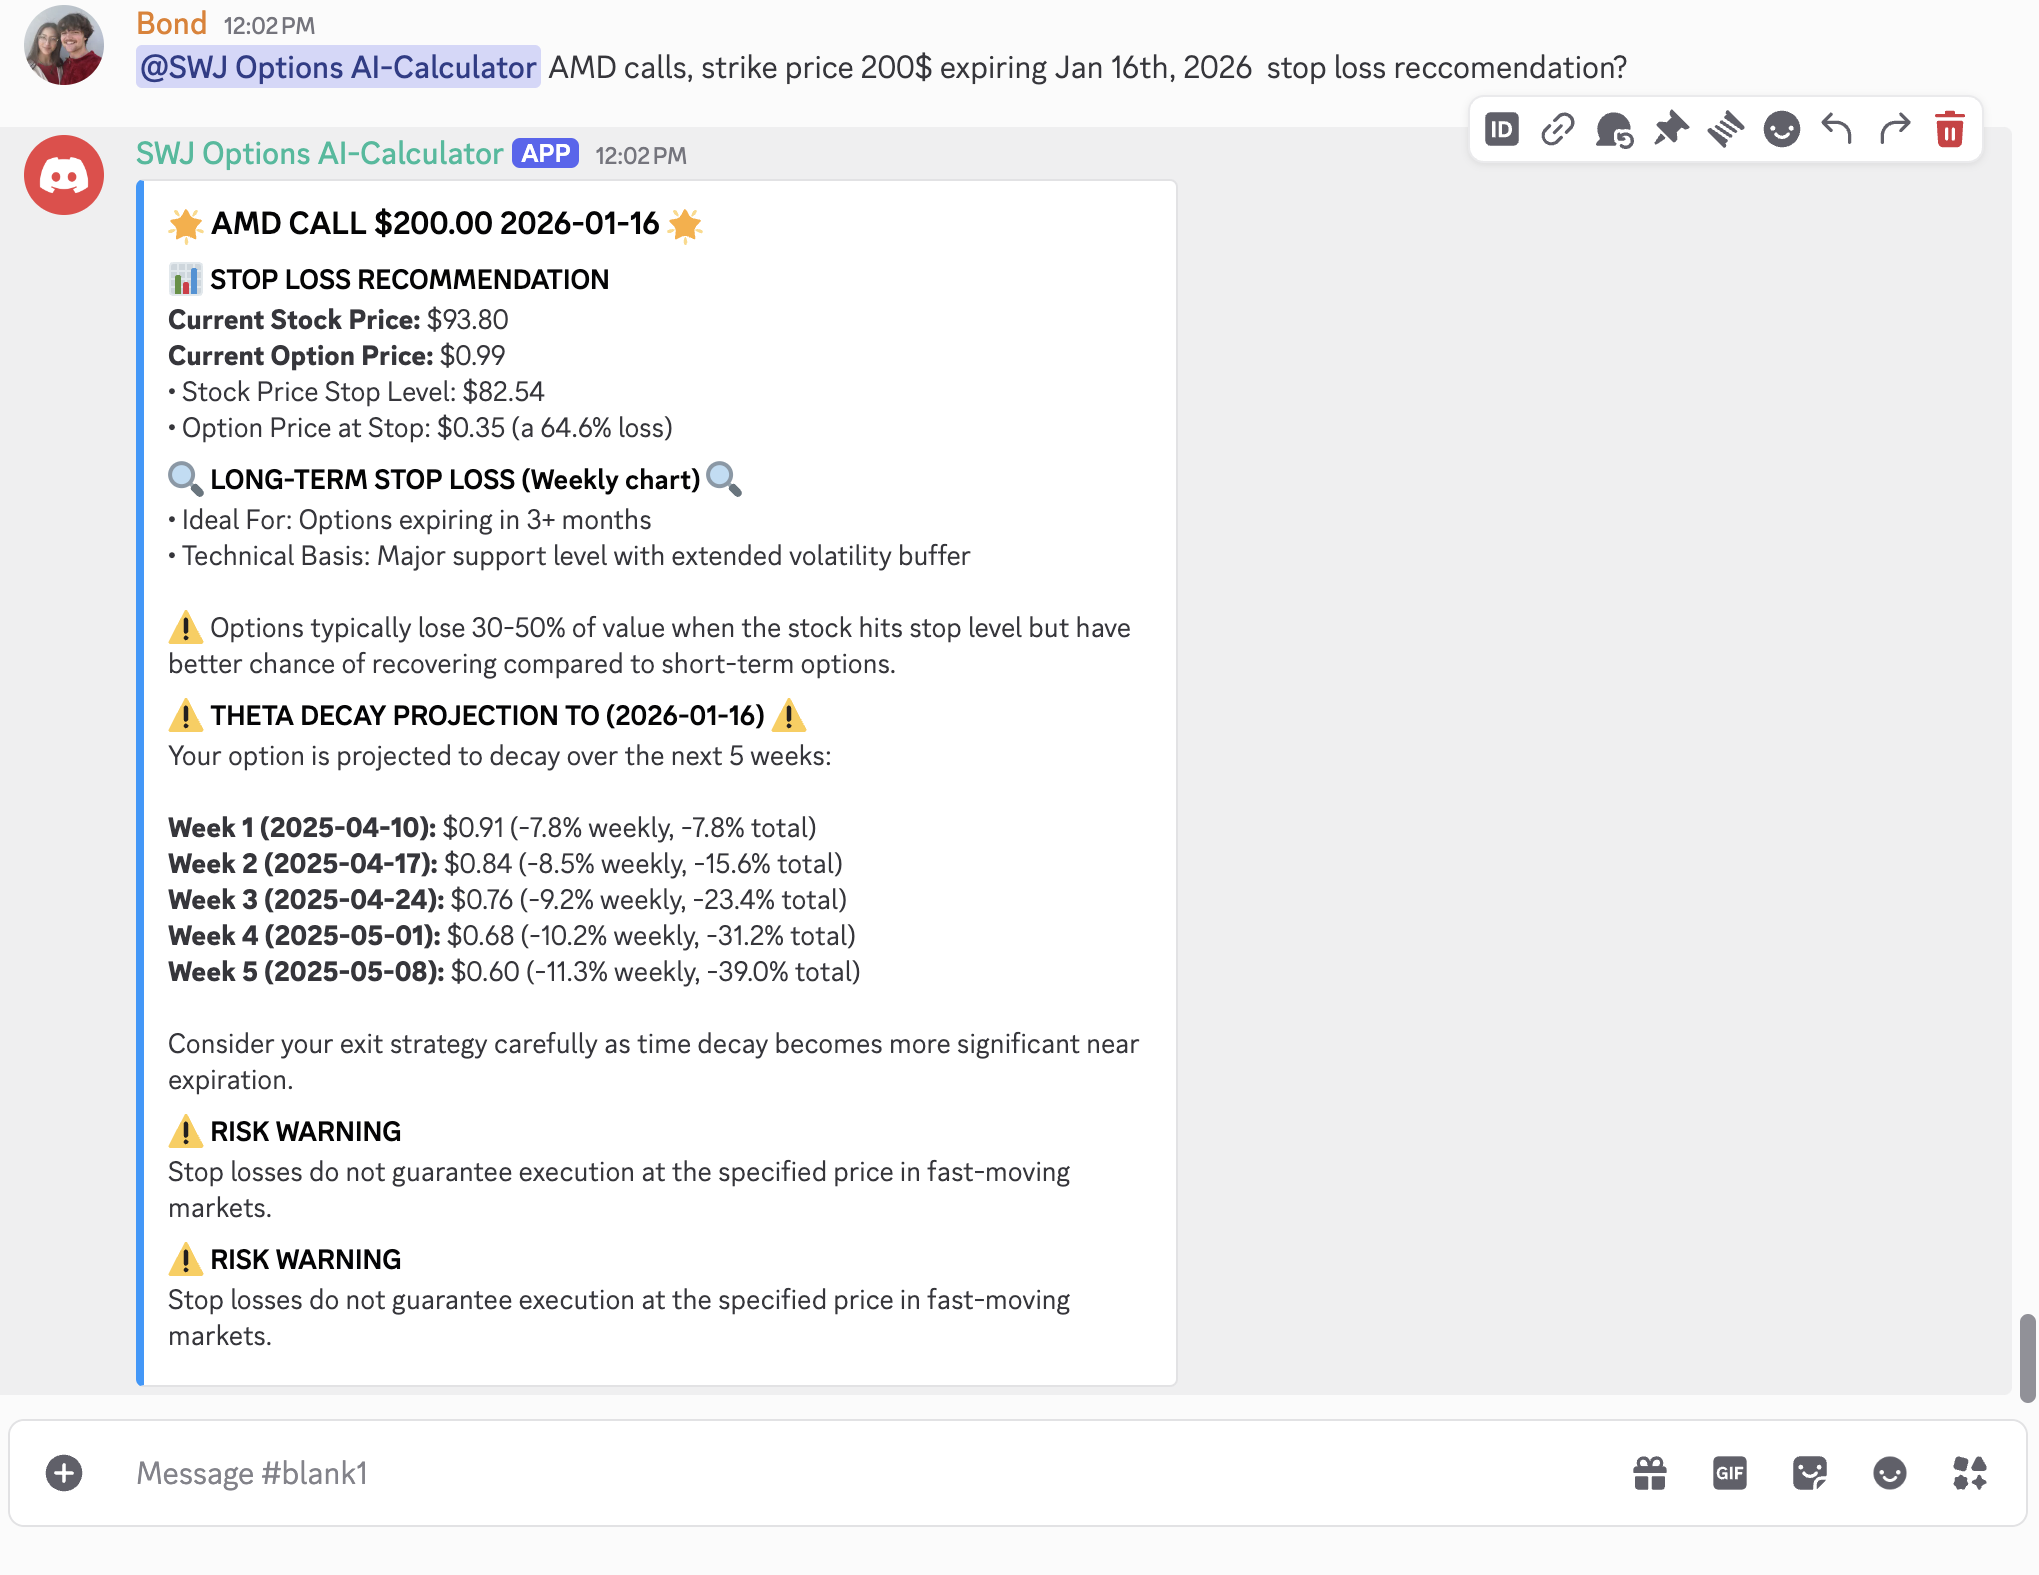 Bond 12:02 PM
@SWJ Options AI-Calculator AMD calls, strike price 200$ expiring Jan 16th, 2026 stop loss reccomendation?
ID
SWJ Options AI-Calculator APP 12:02 PM
AMD CALL $200.00 2026-01-16
STOP LOSS RECOMMENDATION
Current Stock Price: $93.80
Current Option Price: $0.99
• Stock Price Stop Level: $82.54
• Option Price at Stop: $0.35 (a 64.6% loss)
LONG-TERM STOP LOSS (Weekly chart)
• Ideal For: Options expiring in 3+ months
• Technical Basis: Major support level with extended volatility buffer
Options typically lose 30-50% of value when the stock hits stop level but have
better chance of recovering compared to short-term options.
THETA DECAY PROJECTION TO (2026-01-16)
Your option is projected to decay over the next 5 weeks:
Week 1 (2025-04-10): $0.91 (-7.8% weekly, -7.8% total)
Week 2 (2025-04-17): $0.84 (-8.5% weekly, -15.6% total)
Week 3 (2025-04-24): $0.76 (-9.2% weekly, -23.4% total)
Week 4 (2025-05-01): $0.68 (-10.2% weekly, -31.2% total)
Week 5 (2025-05-08): $0.60 (-11.3% weekly, -39.0% total)
Consider your exit strategy carefully as time decay becomes more significant near
expiration.
RISK WARNING
Stop losses do not guarantee execution at the specified price in fast-moving
markets.
RISK WARNING
Stop losses do not guarantee execution at the specified price in fast-moving
markets.
Message #blank1
GIF